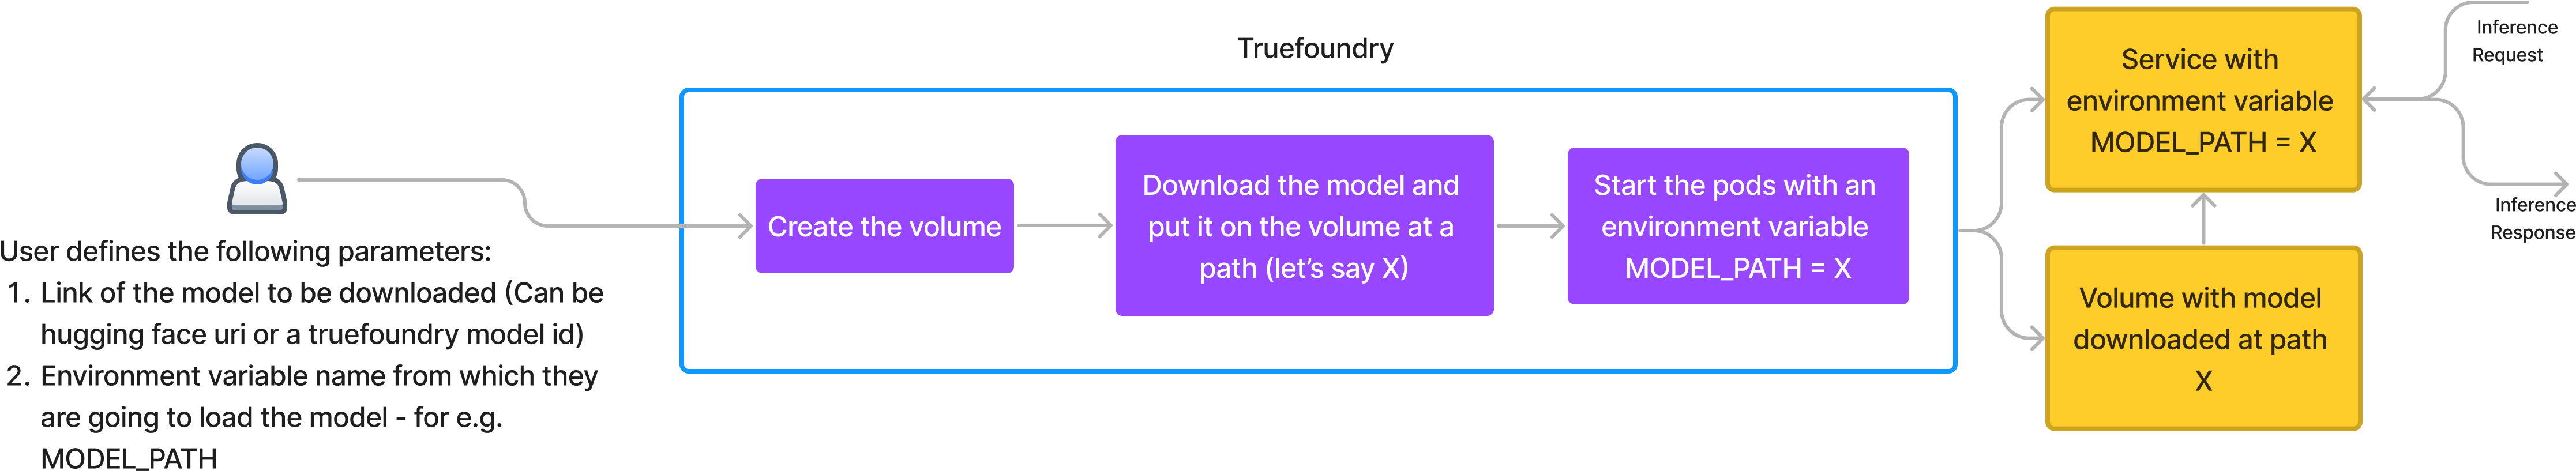 Truefoundry
User defines the following parameters:
1. Link of the model to be downloaded (Can be
hugging face uri or a truefoundry model id)
2. Environment variable name from which they
are going to load the model - for e.g.
MODEL_PATH
Create the volume
Download the model and
put it on the volume at a
path (let’s say X)
Start the pods with an
environment variable
MODEL_PATH = X
Service with
environment variable
MODEL_PATH = X
Volume with model
downloaded at path
X
Inference
Request
Inference
Response